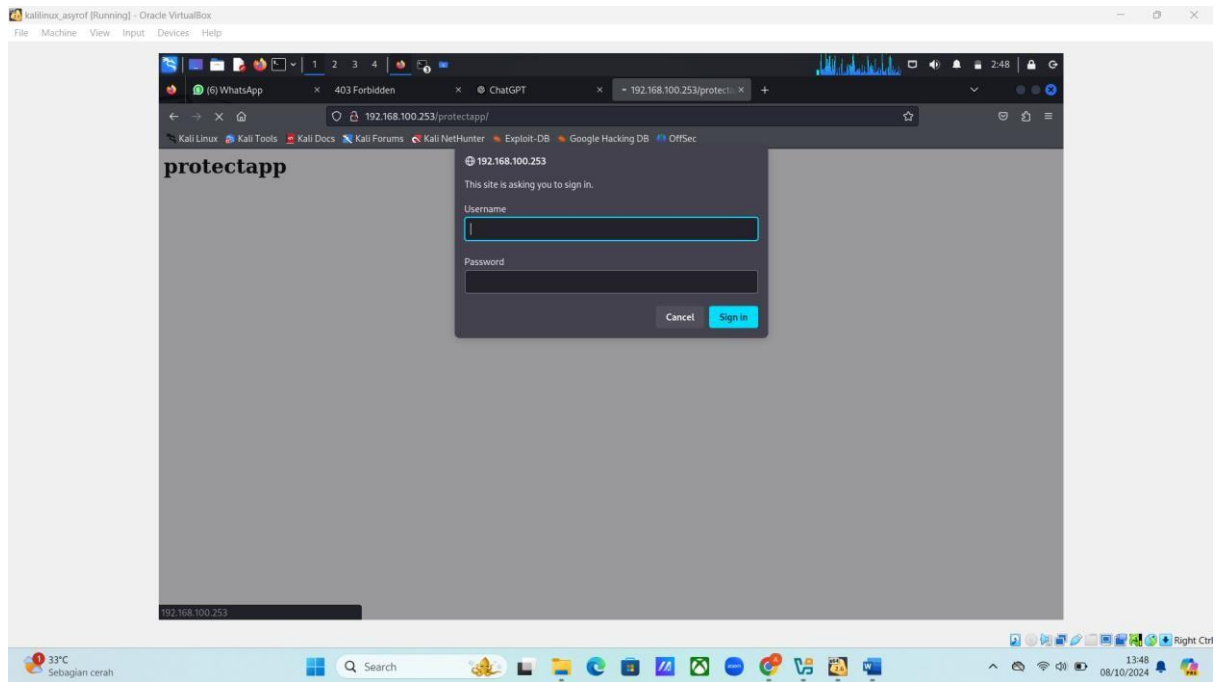 kalilinux_asyrof [Running] - Oracle VirtualBox
File Machine View Input Devices Help
1 2 3 4
2:48
(6) WhatsApp
403 Forbidden
ChatGPT
192.168.100.253/protecta
192.168.100.253/protectapp/
Kali Linux Kali Tools Kali Docs Kali Forums Kali NetHunter Exploit-DB Google Hacking DB OffSec
protectapp
192.168.100.253
This site is asking you to sign in.
Username
Password
Cancel Sign in
192.168.100.253
Right Ctrl
1
33°C
Sebagian cerah
Search
13:48
08/10/2024